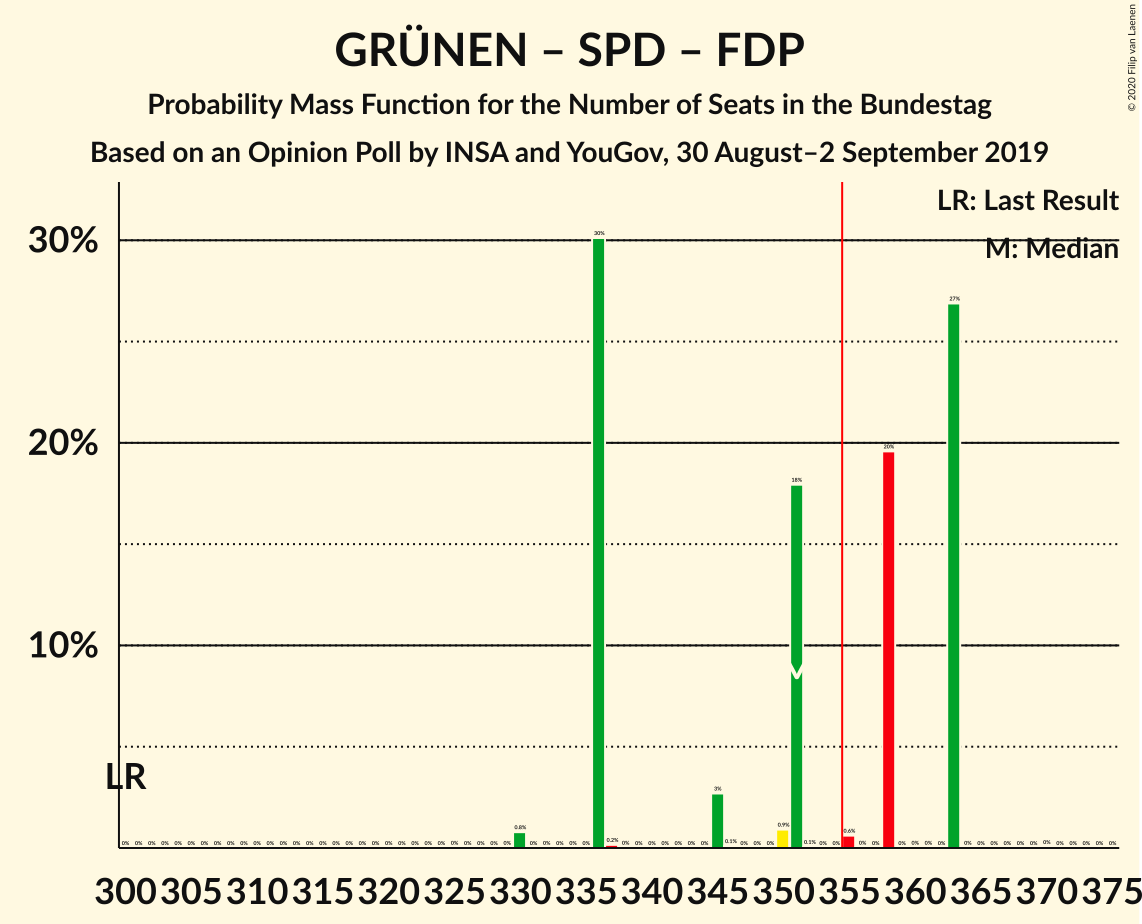 GRÜNEN – SPD – FDP
Probability Mass Function for the Number of Seats in the Bundestag
Based on an Opinion Poll by INSA and YouGov, 30 August–2 September 2019
© 2020 Filip van Laenen
LR: Last Result
M: Median
30%
20%
10%
LR
30%
27%
20%
18%
3%
0.9%
0.8%
0.6%
0.2%
0.1%
0.1%
300 305 310 315 320 325 330 335 340 345 350 355 360 365 370 375